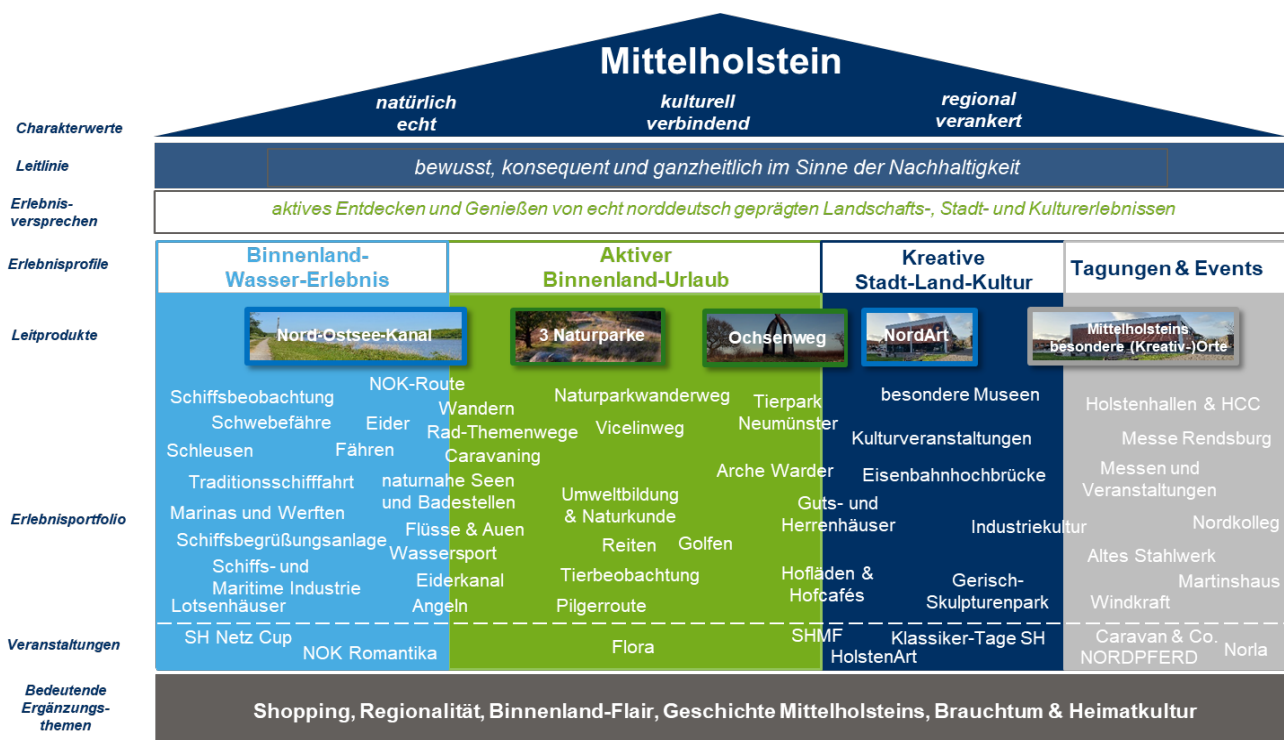 Mittelholstein
natürlich
echt
kulturell
verbindend
regional
verankert
Charakterwerte
Leitlinie
bewusst, konsequent und ganzheitlich im Sinne der Nachhaltigkeit
Erlebnis-
versprechen
aktives Entdecken und Genießen von echt norddeutsch geprägten Landschafts-, Stadt- und Kulturerlebnissen
Erlebnisprofile
Binnenland-
Wasser-Erlebnis
Aktiver
Binnenland-Urlaub
Kreative
Stadt-Land-Kultur
Tagungen & Events
Leitprodukte
Nord-Ostsee-Kanal
3 Naturparke
Ochsenweg
NordArt
Mittelholsteins
besondere (Kreativ-)Orte
Erlebnisportfolio
NOK-Route
Schiffsbeobachtung
Schwebefähre
Eider
Schleusen
Fähren
Traditionsschifffahrt
Marinas und Werften
Schiffsbegrüßungsanlage
Schiffs- und
Maritime Industrie
Lotsenhäuser
Wandern
Rad-Themenwege
Caravaning
naturnahe Seen
und Badestellen
Flüsse & Auen
Wassersport
Eiderkanal
Angeln
Naturparkwanderweg
Vicelinweg
Tierpark
Neumünster
Arche Warder
Umweltbildung
& Naturkunde
Reiten
Golfen
Tierbeobachtung
Pilgerroute
Guts- und
Herrenhäuser
Hofläden &
Hofcafés
besondere Museen
Kulturveranstaltungen
Eisenbahnhochbrücke
Industriekultur
Gerisch-
Skulpturenpark
Holstenhallen & HCC
Messe Rendsburg
Messen und
Veranstaltungen
Nordkolleg
Altes Stahlwerk
Martinshaus
Windkraft
Veranstaltungen
SH Netz Cup
NOK Romantika
Flora
SHMF
HolstenArt
Klassiker-Tage SH
Caravan & Co.
NORDPFERD
Norla
Bedeutende
Ergänzungs-
themen
Shopping, Regionalität, Binnenland-Flair, Geschichte Mittelholsteins, Brauchtum & Heimatkultur